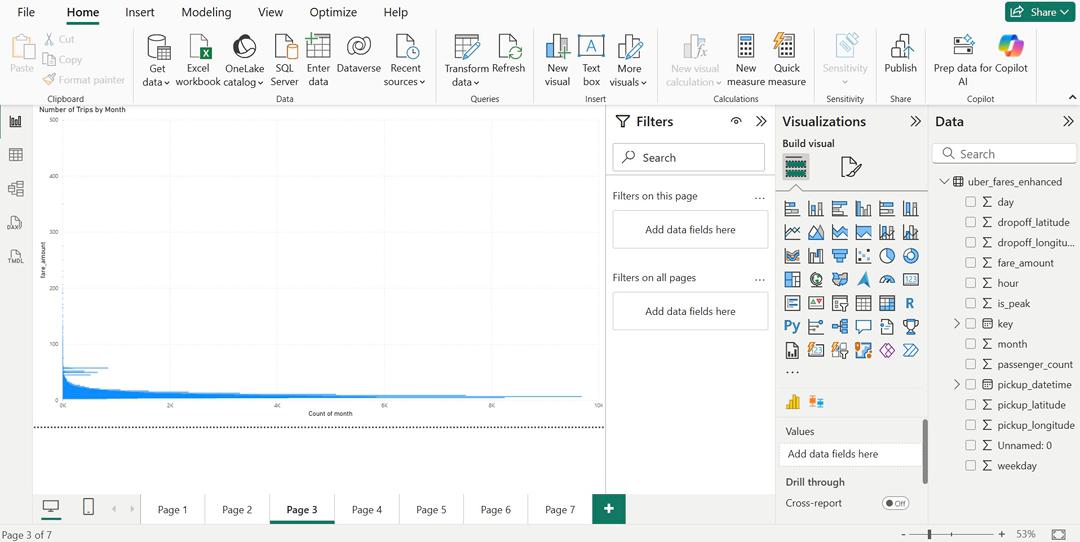 File Home Insert Modeling View Optimize Help Share
Paste
Cut
Copy
Format painter
Clipboard
Get data
Excel workbook
OneLake catalog
SQL Server
Enter data
Dataverse
Recent sources
Data
Transform data
Refresh
Queries
New visual
Text box
More visuals
Insert
New visual calculation
New measure
Quick measure
Calculations
Sensitivity
Sensitivity
Publish
Share
Prep data for AI
Copilot
Copilot
DAX
TMDL
Number of Trips by Month
fare_amount
500
400
300
200
100
0
0K 2K 4K 6K 8K 10K
Count of month
Filters
Search
Filters on this page ...
Add data fields here
Filters on all pages ...
Add data fields here
Visualizations
Build visual
123
R
Py
123
...
Values
Add data fields here
Drill through
Cross-report Off
Data
Search
uber_fares_enhanced
day
dropoff_latitude
dropoff_longitu...
fare_amount
hour
is_peak
key
month
passenger_count
pickup_datetime
pickup_latitude
pickup_longitude
Unnamed: 0
weekday
Page 1 Page 2 Page 3 Page 4 Page 5 Page 6 Page 7 +
Page 3 of 7
- + 53%